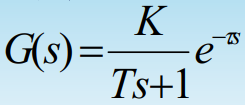 G(s) = K / (Ts+1) e^{-τs}